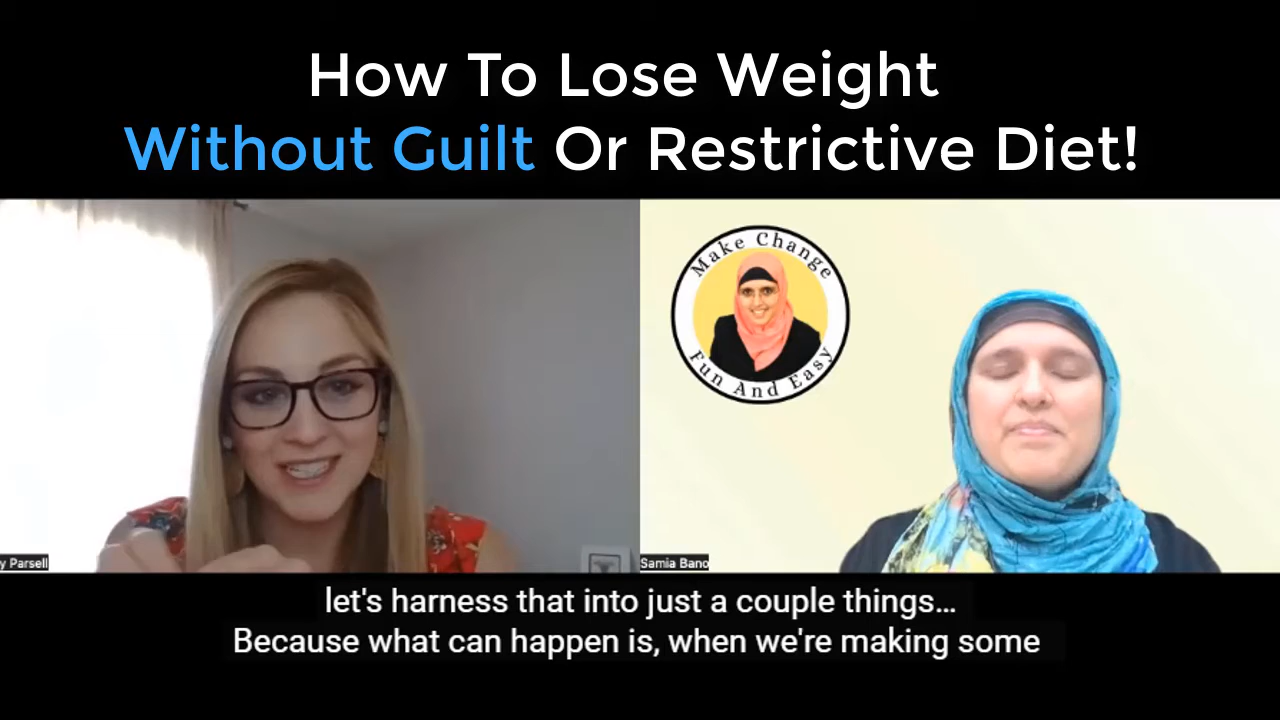 How To Lose Weight
Without Guilt Or Restrictive Diet!
Make Change
Fun And Easy
y Parsell
Samia Bano
let's harness that into just a couple things...
Because what can happen is, when we're making some